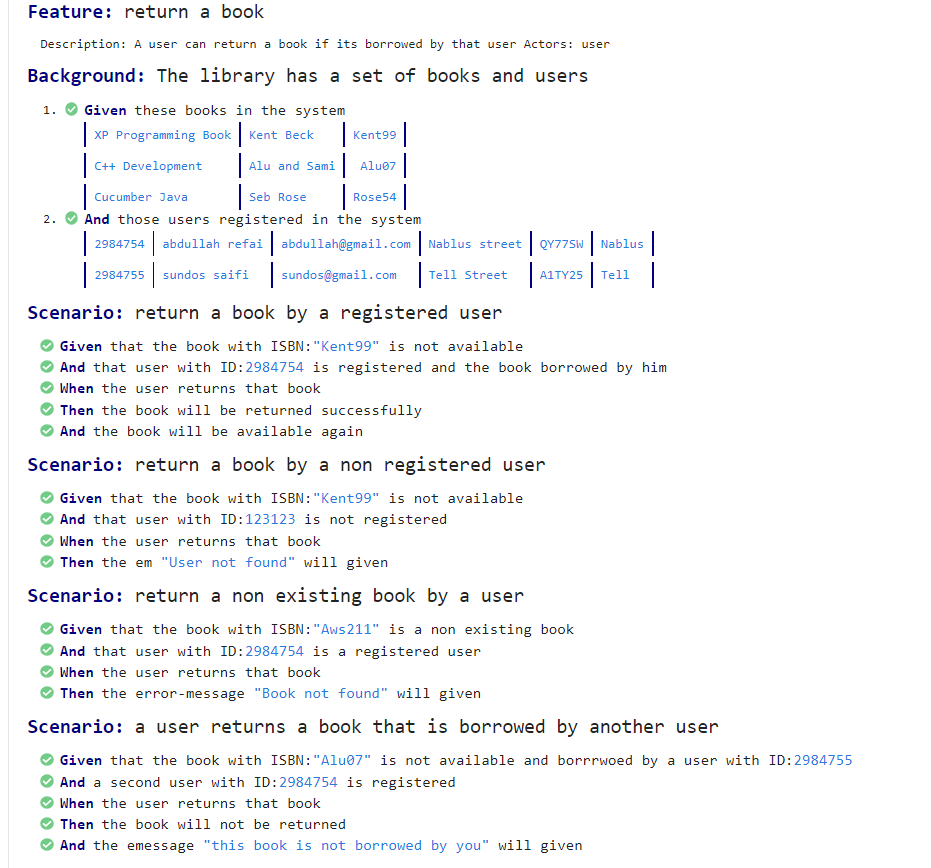 Feature: return a book
Description: A user can return a book if its borrowed by that user Actors: user
Background: The library has a set of books and users
1. Given these books in the system
XP Programming Book Kent Beck Kent99
C++ Development Alu and Sami Alu07
Cucumber Java Seb Rose Rose54
2. And those users registered in the system
2984754 abdullah refai abdullah@gmail.com Nablus street QY77SW Nablus
2984755 sundos saifi sundos@gmail.com Tell Street A1TY25 Tell
Scenario: return a book by a registered user
Given that the book with ISBN:"Kent99" is not available
And that user with ID:2984754 is registered and the book borrowed by him
When the user returns that book
Then the book will be returned successfully
And the book will be available again
Scenario: return a book by a non registered user
Given that the book with ISBN:"Kent99" is not available
And that user with ID:123123 is not registered
When the user returns that book
Then the em "User not found" will given
Scenario: return a non existing book by a user
Given that the book with ISBN:"Aws211" is a non existing book
And that user with ID:2984754 is a registered user
When the user returns that book
Then the error-message "Book not found" will given
Scenario: a user returns a book that is borrowed by another user
Given that the book with ISBN:"Alu07" is not available and borrrwoed by a user with ID:2984755
And a second user with ID:2984754 is registered
When the user returns that book
Then the book will not be returned
And the emessage "this book is not borrowed by you" will given